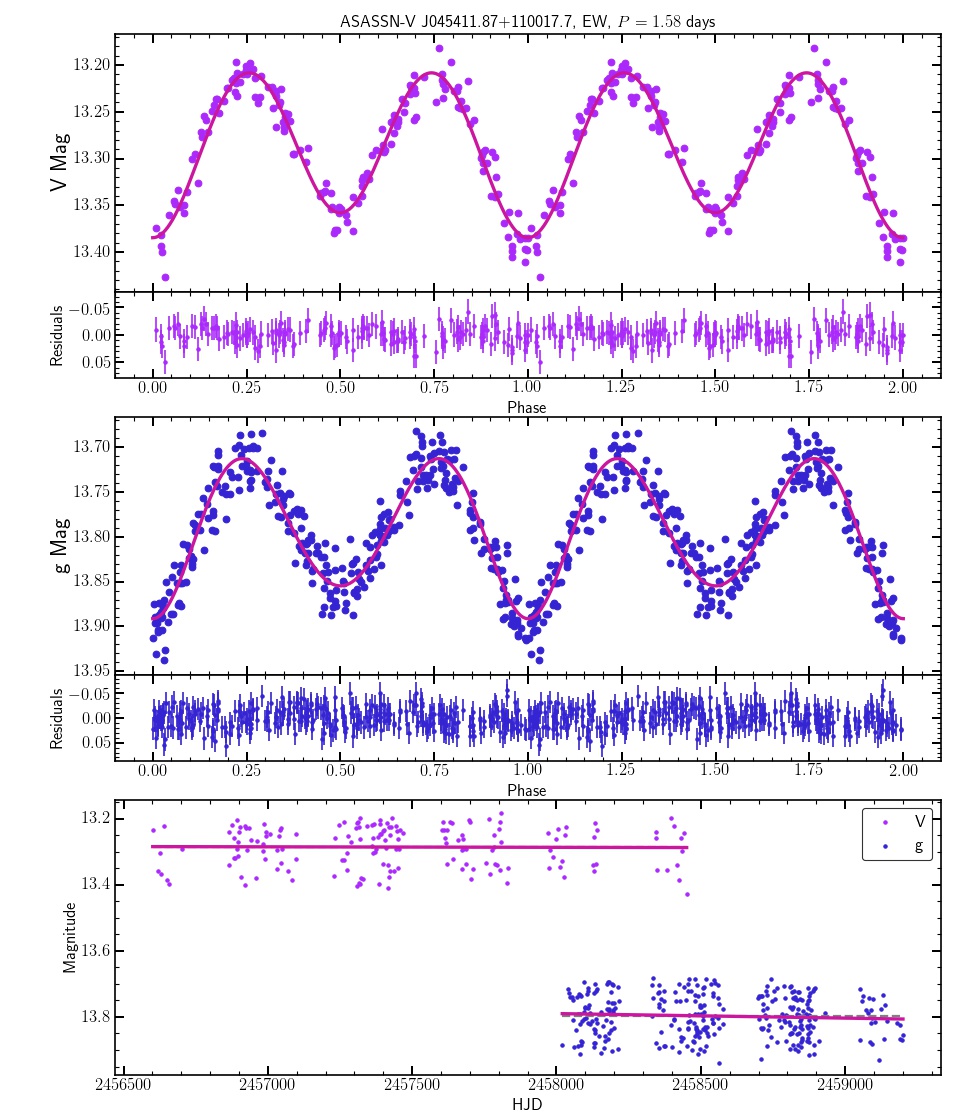 ASASSN-V J045411.87+110017.7, EW, P = 1.58 days
13.20
13.25
13.30
13.35
13.40
V Mag
−0.05
0.00
0.05
Residuals
0.00 0.25 0.50 0.75 1.00 1.25 1.50 1.75 2.00
Phase
13.70
13.75
13.80
13.85
13.90
13.95
g Mag
−0.05
0.00
0.05
Residuals
0.00 0.25 0.50 0.75 1.00 1.25 1.50 1.75 2.00
Phase
13.2
13.4
13.6
13.8
Magnitude
V
g
2456500 2457000 2457500 2458000 2458500 2459000
HJD